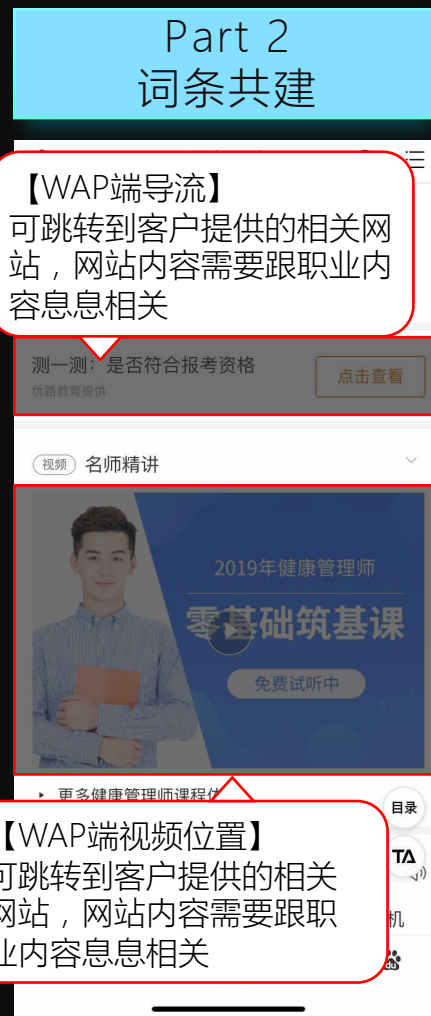 Part 2
词条共建
【WAP端导流】
可跳转到客户提供的相关网
站，网站内容需要跟职业内
容息息相关
测一测：是否符合报考资格
优路教育提供
点击查看
视频 名师精讲
2019年健康管理师
零基础筑基课
免费试听中
更多健康管理师课程
目录
【WAP端视频位置】
可跳转到客户提供的相关
网站，网站内容需要跟职
业内容息息相关
TA
机
du